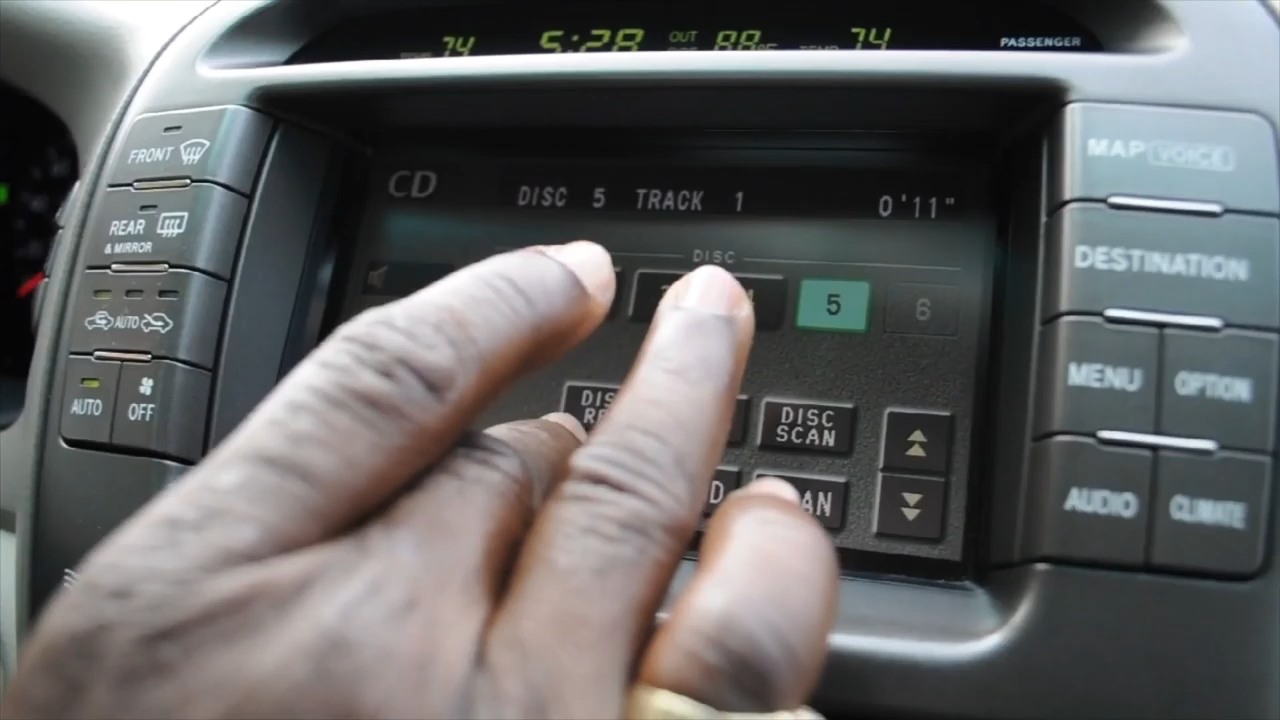 74 5:28 OUT 88°F TEMP 74 PASSENGER
FRONT
CD DISC 5 TRACK 1 0'11"
MAP VOICE
REAR
& MIRROR
DISC
DESTINATION
5 6
AUTO
MENU OPTION
AUTO OFF
DISC
SCAN
AUDIO CLIMATE